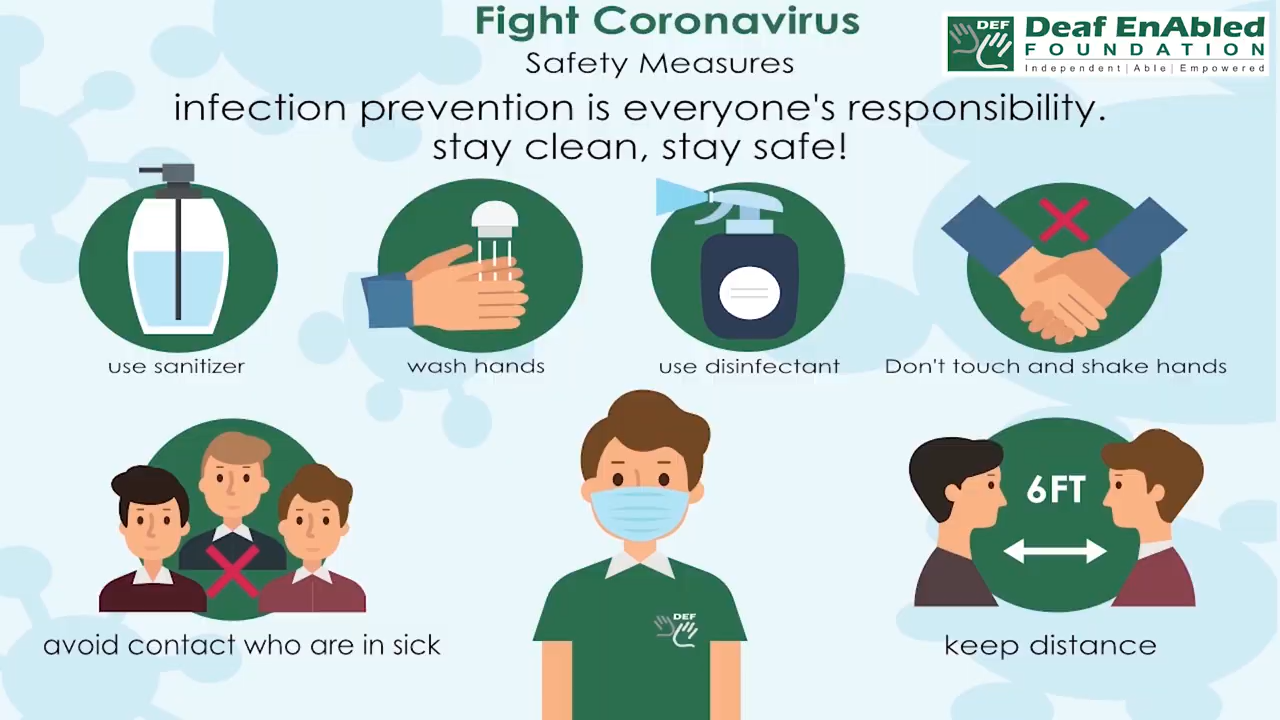 Fight Coronavirus
Safety Measures
DEF
Deaf EnAbled
FOUNDATION
Independent | Able | Empowered
infection prevention is everyone's responsibility.
stay clean, stay safe!
use sanitizer
wash hands
use disinfectant
Don't touch and shake hands
6FT
DEF
avoid contact who are in sick
keep distance